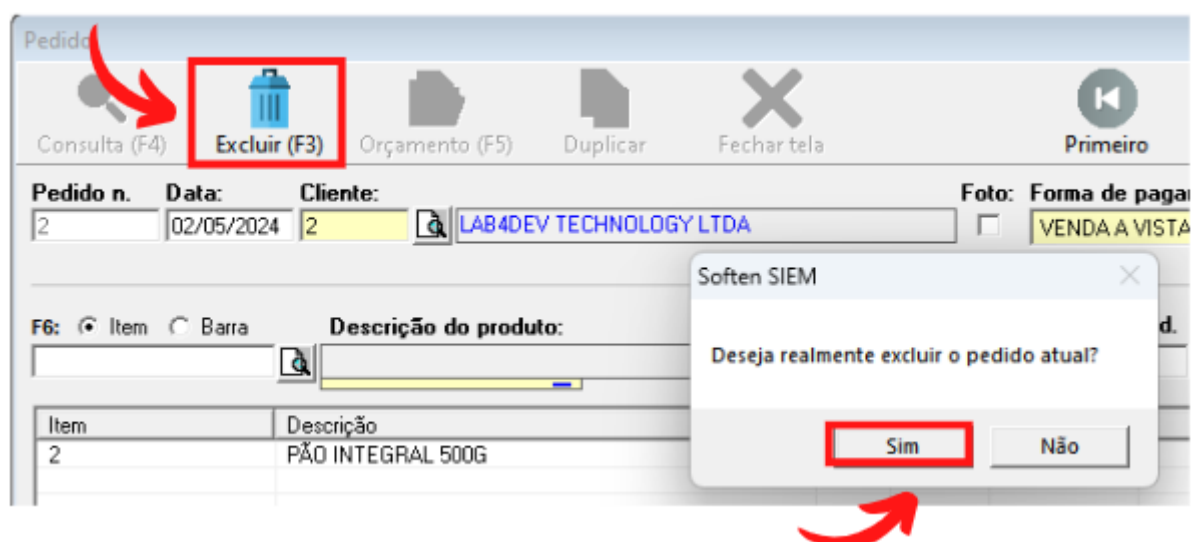 Pedido
Consulta (F4) Excluir (F3) Orçamento (F5) Duplicar Fechar tela Primeiro
Pedido n. Data: Cliente: Foto: Forma de pagar
2 02/05/2024 2 LAB4DEV TECHNOLOGY LTDA VENDA A VISTA
Soften SIEM
F6: Item Barra Descrição do produto: d.
Deseja realmente excluir o pedido atual?
Item Descrição
Sim Não
2 PÃO INTEGRAL 500G